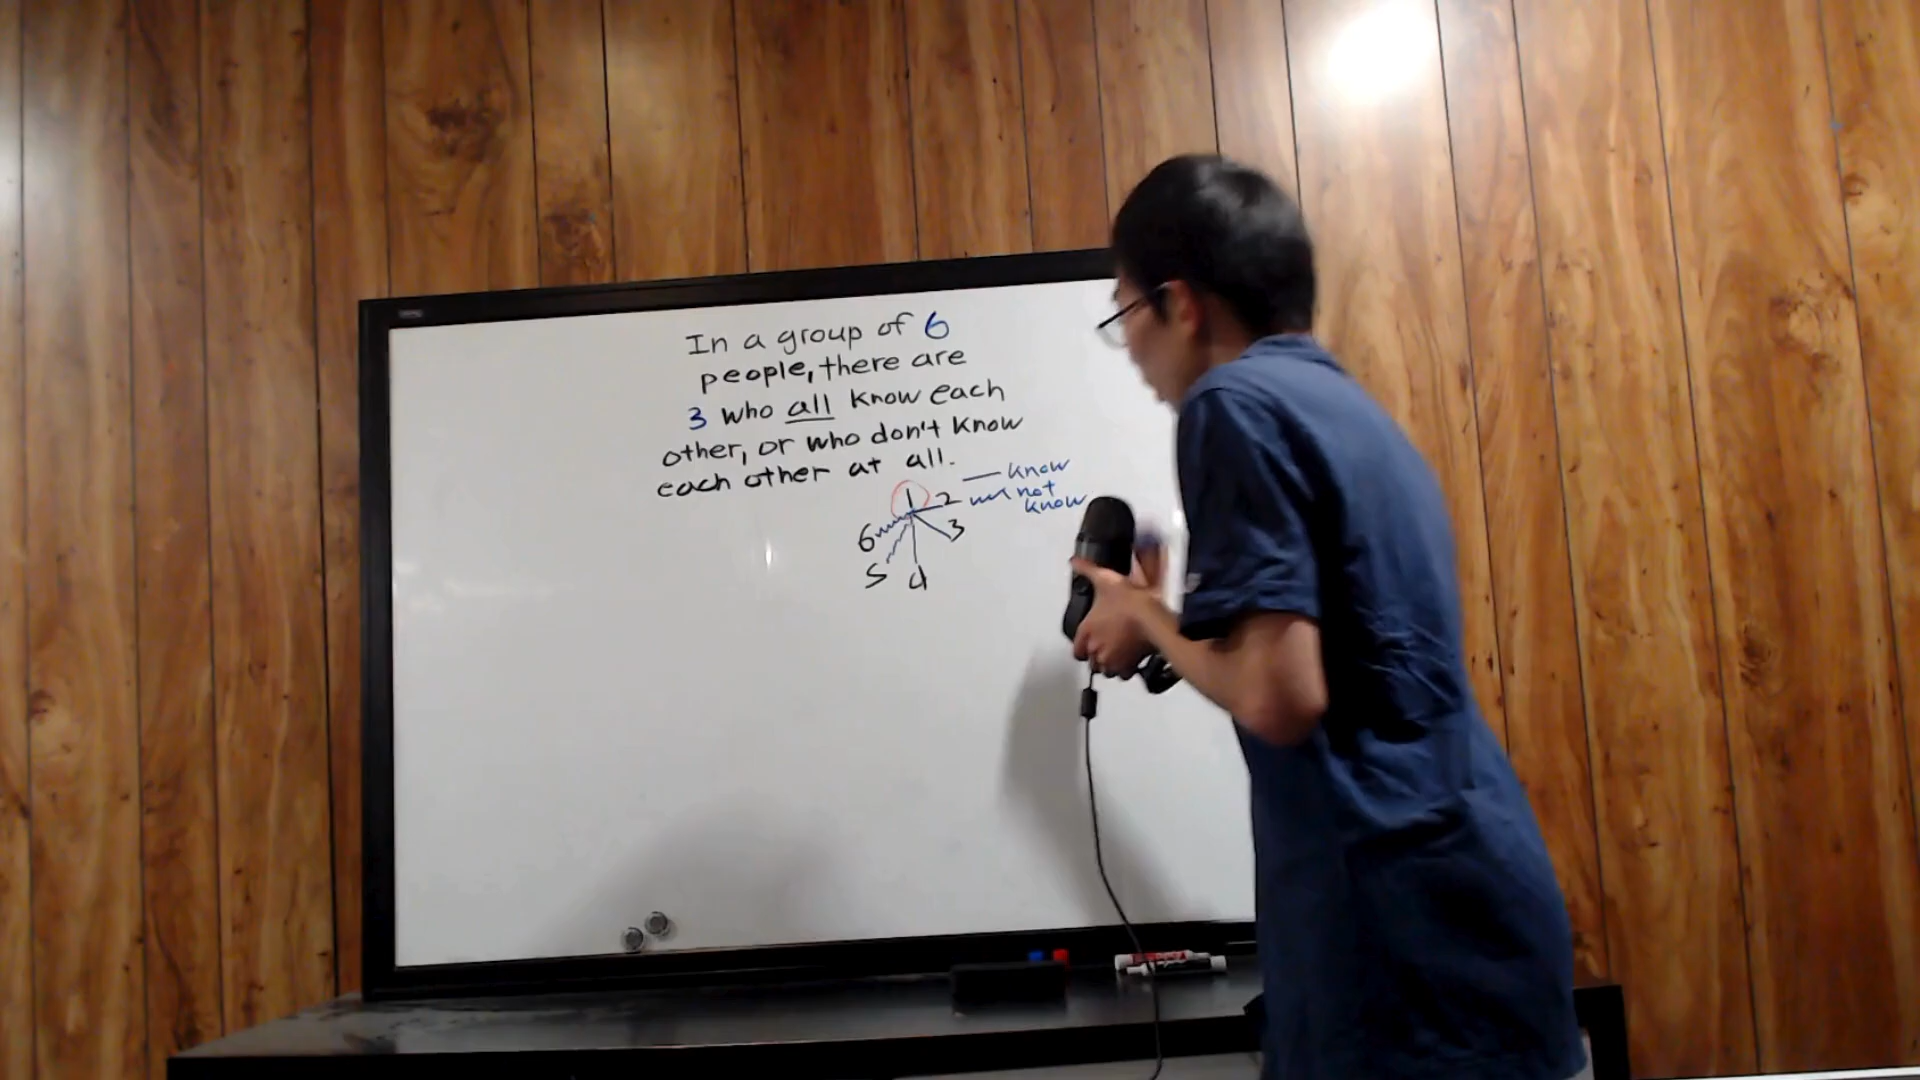 In a group of 6
people, there are
3 who all know each
other, or who don't know
each other at all.
know
not
know
1
2
3
4
5
6